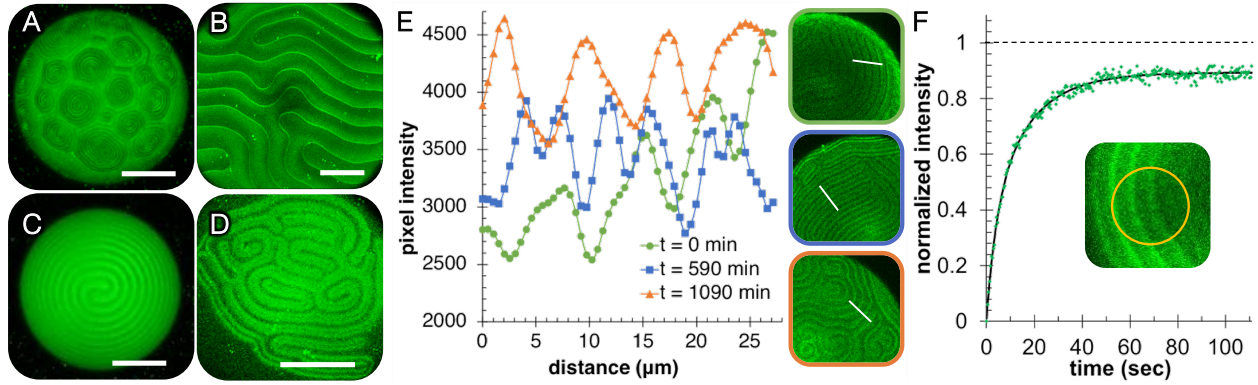 A
B
C
D
E
pixel intensity
4500
4000
3500
3000
2500
2000
t = 0 min
t = 590 min
t = 1090 min
0 5 10 15 20 25
distance (µm)
F
normalized intensity
1
0.8
0.6
0.4
0.2
0
0 20 40 60 80 100
time (sec)